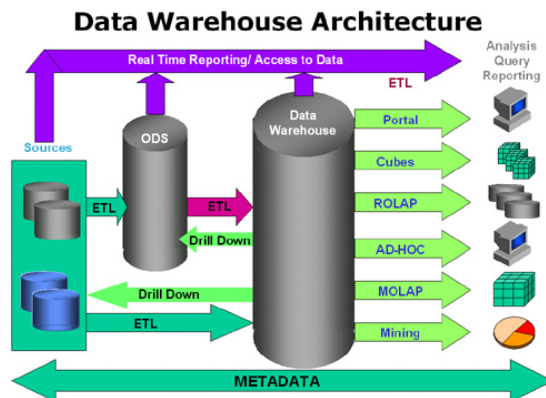 Data Warehouse Architecture
Real Time Reporting/ Access to Data
Analysis
Query
Reporting
ETL
Sources
ODS
Data
Warehouse
Portal
Cubes
ETL
ETL
ROLAP
Drill Down
AD-HOC
Drill Down
MOLAP
ETL
Mining
METADATA